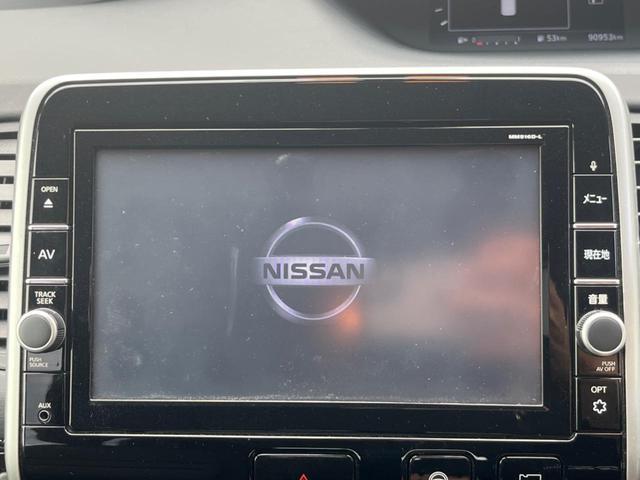 53km
90953km
MM516D-L
OPEN
メニュー
AV
現在地
TRACK
SEEK
音量
NISSAN
PUSH
SOURCE
PUSH
AV OFF
AUX
OPT